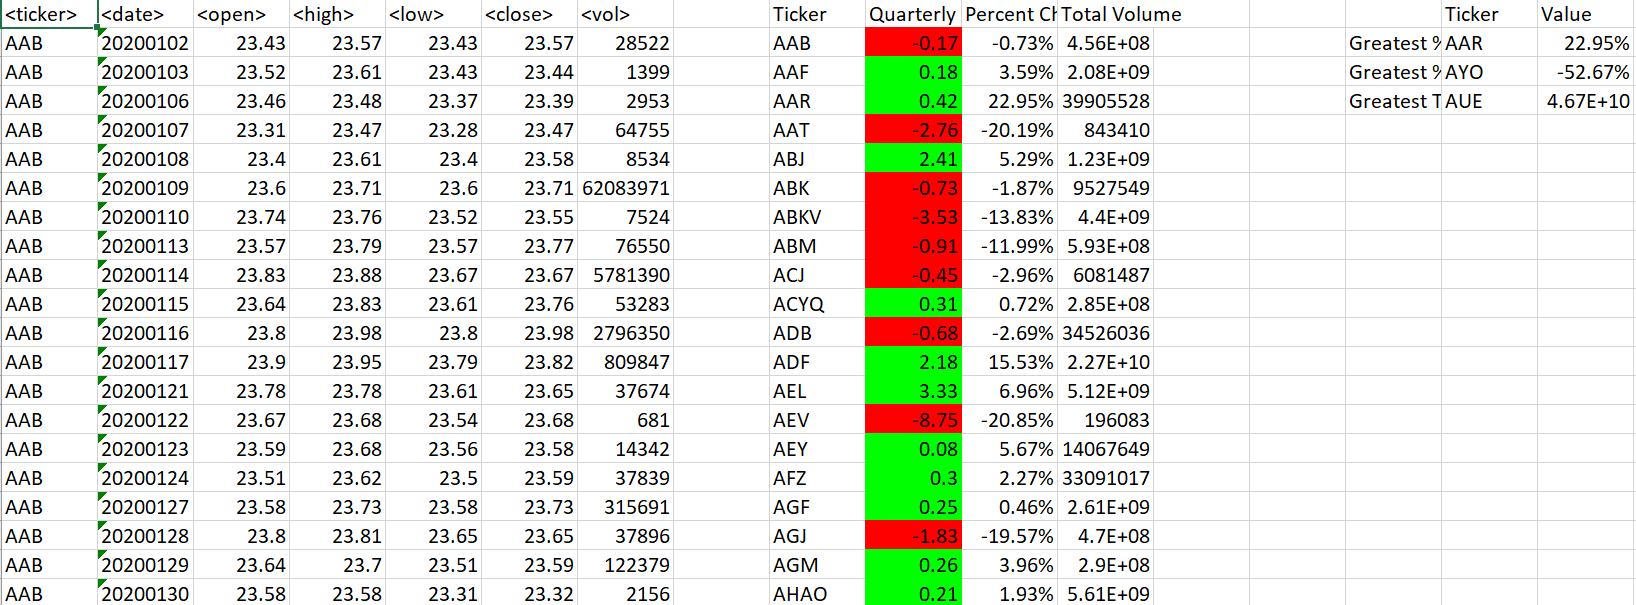 <ticker> <date> <open> <high> <low> <close> <vol> Ticker Quarterly Percent Ch Total Volume Ticker Value
AAB 20200102 23.43 23.57 23.43 23.57 28522 AAB -0.17 -0.73% 4.56E+08 Greatest % AAR 22.95%
AAB 20200103 23.52 23.61 23.43 23.44 1399 AAF 0.18 3.59% 2.08E+09 Greatest % AYO -52.67%
AAB 20200106 23.46 23.48 23.37 23.39 2953 AAR 0.42 22.95% 39905528 Greatest T AUE 4.67E+10
AAB 20200107 23.31 23.47 23.28 23.47 64755 AAT -2.76 -20.19% 843410
AAB 20200108 23.4 23.61 23.4 23.58 8534 ABJ 2.41 5.29% 1.23E+09
AAB 20200109 23.6 23.71 23.6 23.71 62083971 ABK -0.73 -1.87% 9527549
AAB 20200110 23.74 23.76 23.52 23.55 7524 ABKV -3.53 -13.83% 4.4E+09
AAB 20200113 23.57 23.79 23.57 23.77 76550 ABM -0.91 -11.99% 5.93E+08
AAB 20200114 23.83 23.88 23.67 23.67 5781390 ACJ -0.45 -2.96% 6081487
AAB 20200115 23.64 23.83 23.61 23.76 53283 ACYQ 0.31 0.72% 2.85E+08
AAB 20200116 23.8 23.98 23.8 23.98 2796350 ADB -0.68 -2.69% 34526036
AAB 20200117 23.9 23.95 23.79 23.82 809847 ADF 2.18 15.53% 2.27E+10
AAB 20200121 23.78 23.78 23.61 23.65 37674 AEL 3.33 6.96% 5.12E+09
AAB 20200122 23.67 23.68 23.54 23.68 681 AEV -8.75 -20.85% 196083
AAB 20200123 23.59 23.68 23.56 23.58 14342 AEY 0.08 5.67% 14067649
AAB 20200124 23.51 23.62 23.5 23.59 37839 AFZ 0.3 2.27% 33091017
AAB 20200127 23.58 23.73 23.58 23.73 315691 AGF 0.25 0.46% 2.61E+09
AAB 20200128 23.8 23.81 23.65 23.65 37896 AGJ -1.83 -19.57% 4.7E+08
AAB 20200129 23.64 23.7 23.51 23.59 122379 AGM 0.26 3.96% 2.9E+08
AAB 20200130 23.58 23.58 23.31 23.32 2156 AHAO 0.21 1.93% 5.61E+09